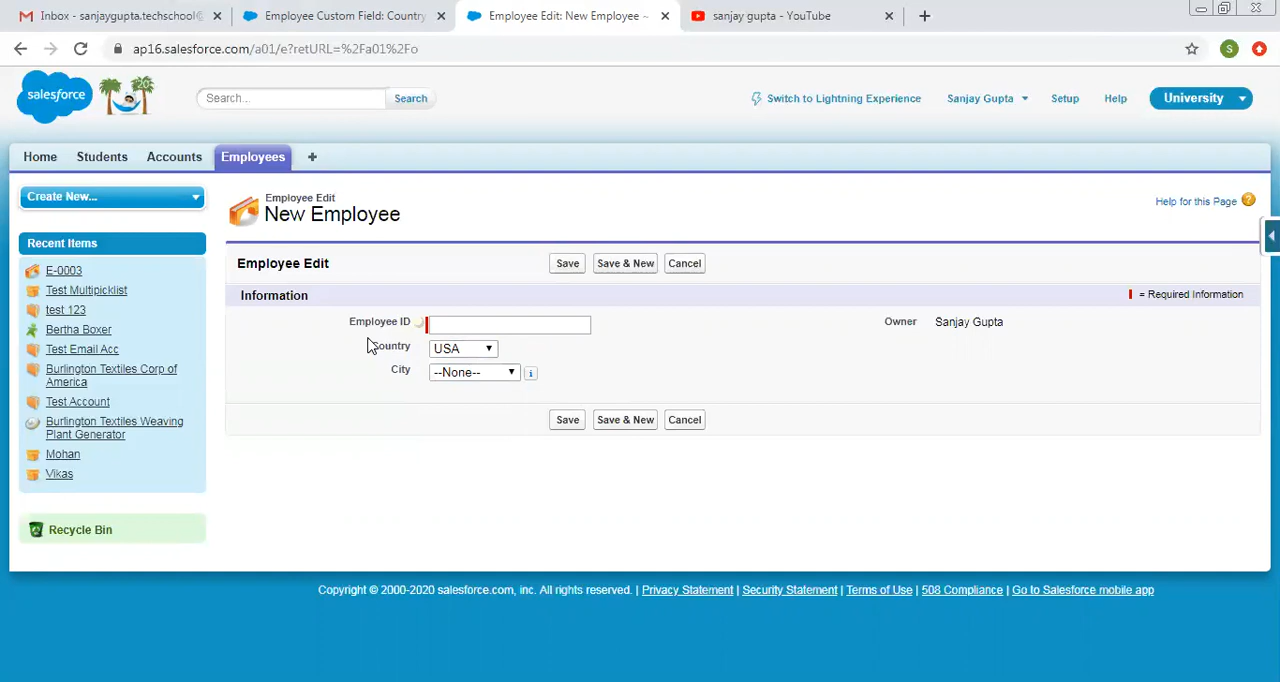 Inbox - sanjaygupta.techschool@
Employee Custom Field: Country
Employee Edit: New Employee ~
sanjay gupta - YouTube
ap16.salesforce.com/a01/e?retURL=%2Fa01%2Fo
S
salesforce
20
Search...
Search
Switch to Lightning Experience
Sanjay Gupta
Setup
Help
University
Home
Students
Accounts
Employees
Create New...
Employee Edit
New Employee
Help for this Page
Recent Items
E-0003
Test Multipicklist
test 123
Bertha Boxer
Test Email Acc
Burlington Textiles Corp of
America
Test Account
Burlington Textiles Weaving
Plant Generator
Mohan
Vikas
Recycle Bin
Employee Edit
Save
Save & New
Cancel
Information
= Required Information
Employee ID
Owner
Sanjay Gupta
Country
USA
City
--None--
Save
Save & New
Cancel
Copyright © 2000-2020 salesforce.com, inc. All rights reserved. | Privacy Statement | Security Statement | Terms of Use | 508 Compliance | Go to Salesforce mobile app